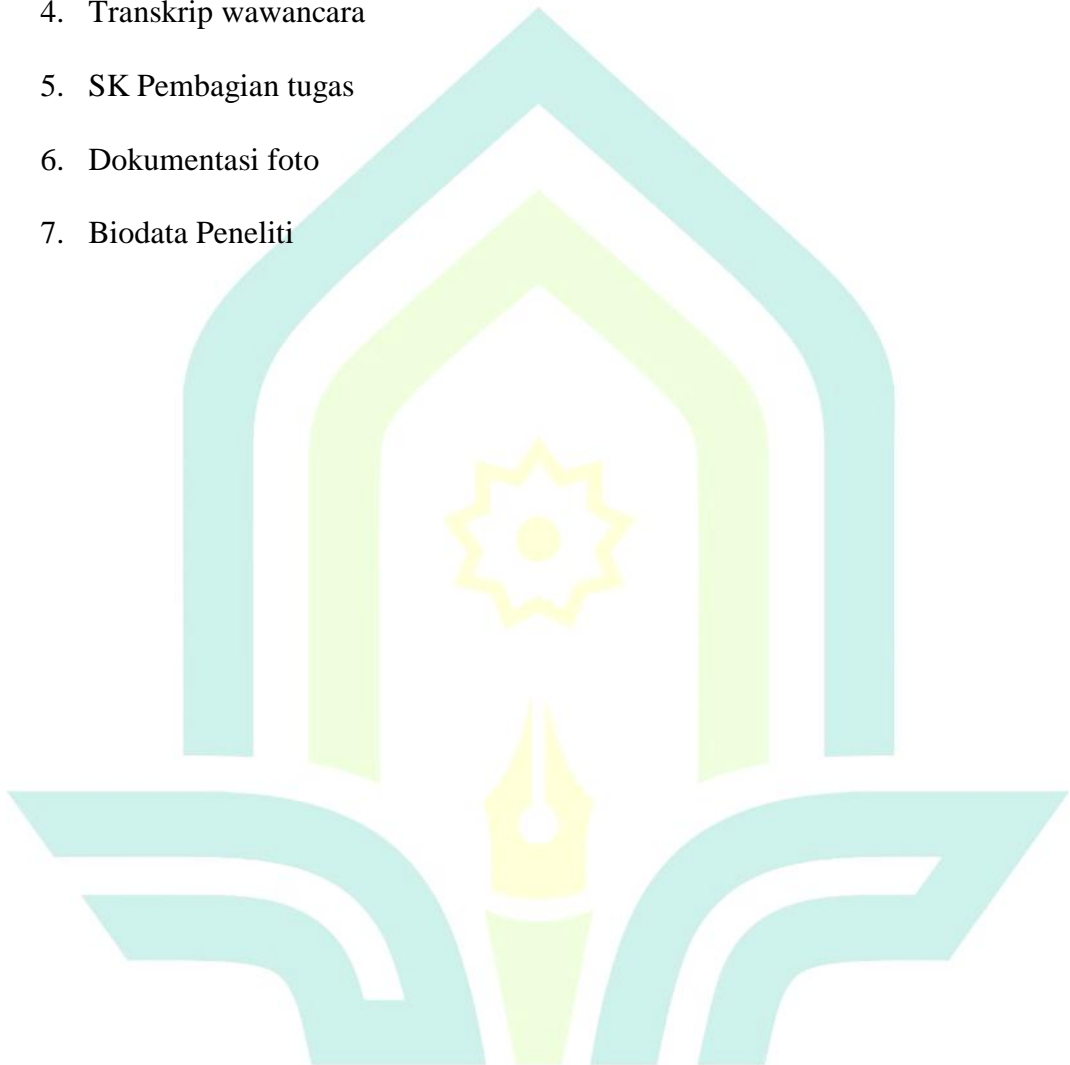 4. Transkrip wawancara
5. SK Pembagian tugas
6. Dokumentasi foto
7. Biodata Peneliti